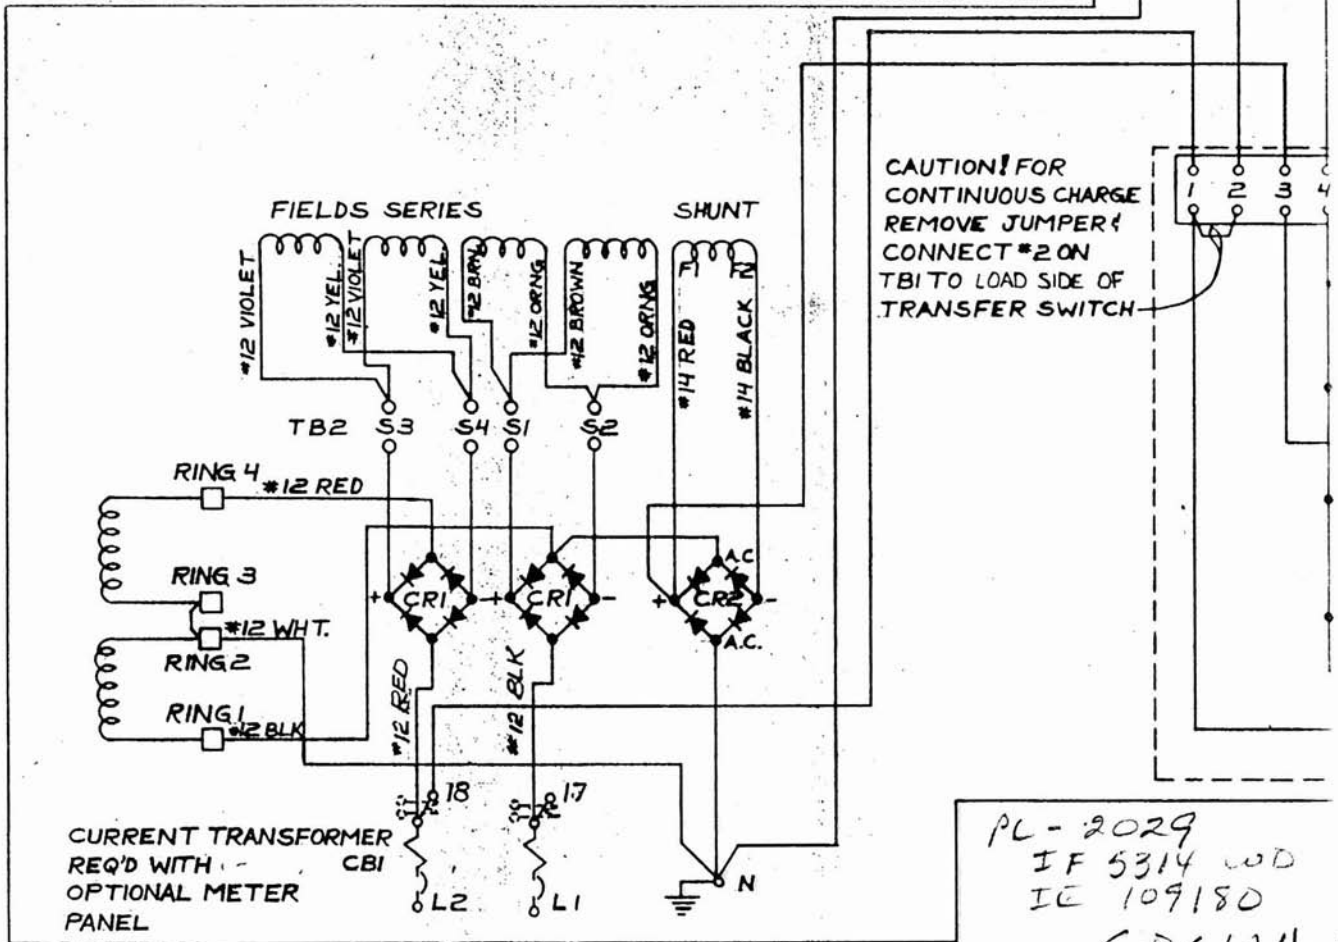 FIELDS SERIES
SHUNT
CAUTION! FOR
CONTINUOUS CHARGE
REMOVE JUMPER &
CONNECT #2 ON
TB1 TO LOAD SIDE OF
TRANSFER SWITCH
1 2 3 4
#12 VIOLET
#12 YEL.
#12 VIOLET
#12 YEL.
#12 BRN.
#12 ORNG
#12 BROWN
#12 ORNG
F1
F2
#14 RED
#14 BLACK
TB2 S3 S4 S1 S2
RING 4 #12 RED
RING 3
#12 WHT.
RING 2
RING 1
#12 BLK
+ CR1 -
+ CR1 -
+ CR2 -
A.C
A.C.
#12 RED
#12 BLK
18
17
CURRENT TRANSFORMER
REQ'D WITH
OPTIONAL METER
PANEL
CB1
L2
L1
N
PL - 2029
IF 5314 WD
IE 109180